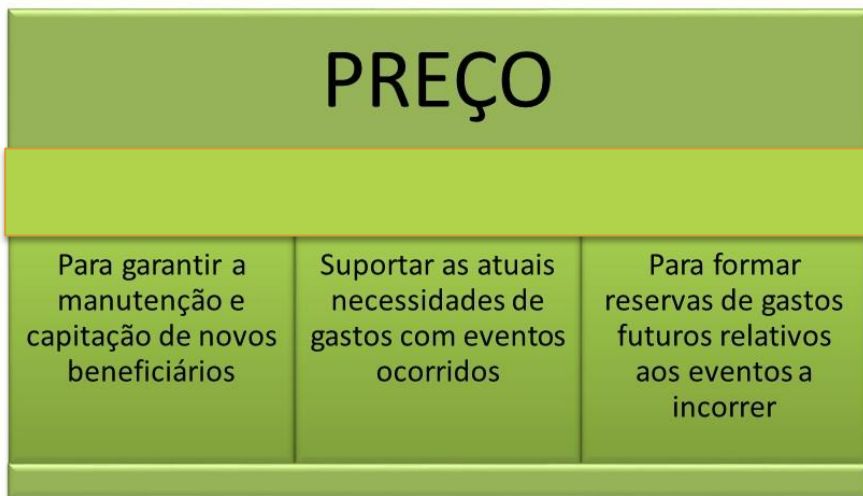 PREÇO
Para garantir a
manutenção e
capitação de novos
beneficiários
Suportar as atuais
necessidades de
gastos com eventos
ocorridos
Para formar
reservas de gastos
futuros relativos
aos eventos a
incorrer